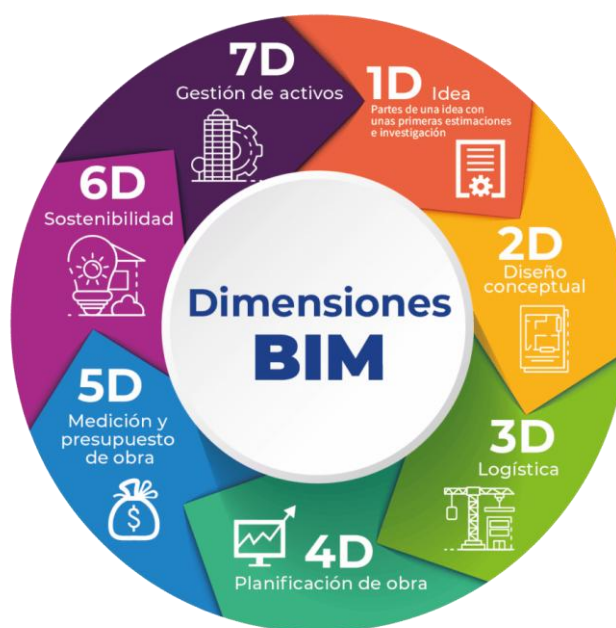 7D
Gestión de activos
1D Idea
Partes de una idea con
unas primeras estimaciones
e investigación
6D
Sostenibilidad
2D
Diseño
conceptual
Dimensiones
BIM
5D
Medición y
presupuesto
de obra
$
3D
Logística
4D
Planificación de obra